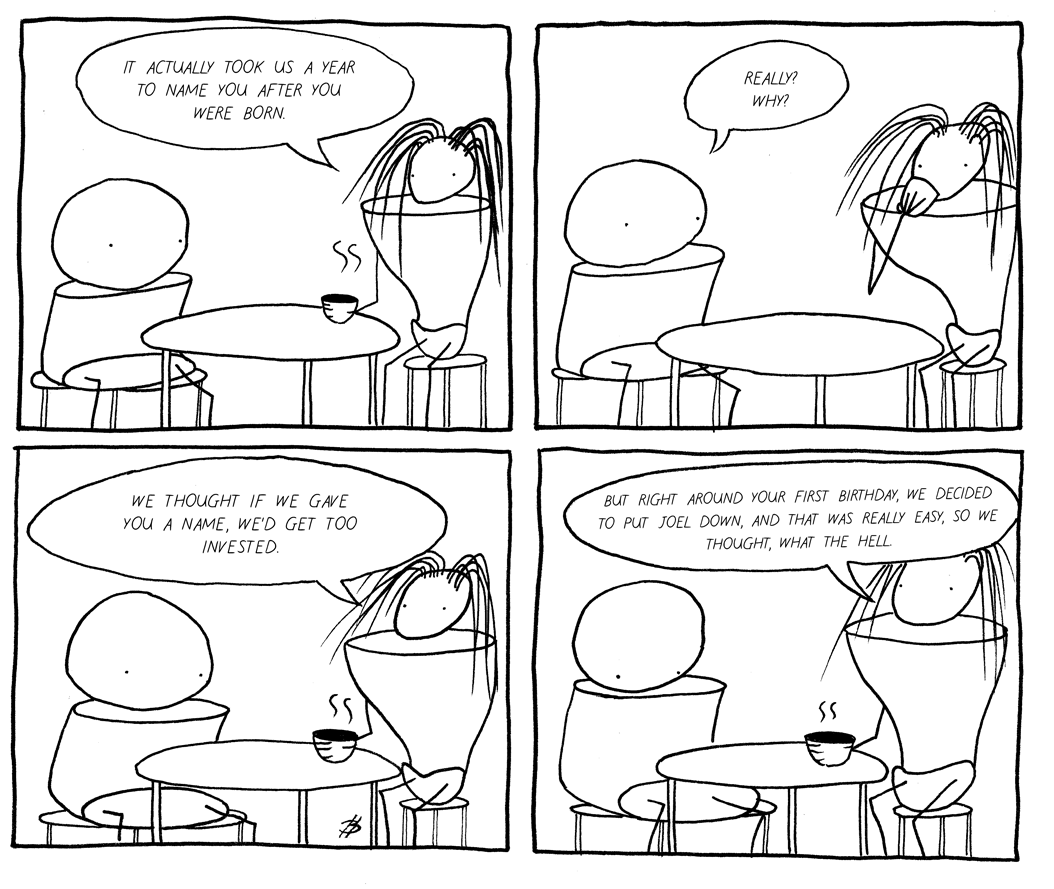 IT ACTUALLY TOOK US A YEAR
TO NAME YOU AFTER YOU
WERE BORN.
REALLY?
WHY?
WE THOUGHT IF WE GAVE
YOU A NAME, WE'D GET TOO
INVESTED.
BUT RIGHT AROUND YOUR FIRST BIRTHDAY, WE DECIDED
TO PUT JOEL DOWN, AND THAT WAS REALLY EASY, SO WE
THOUGHT, WHAT THE HELL.